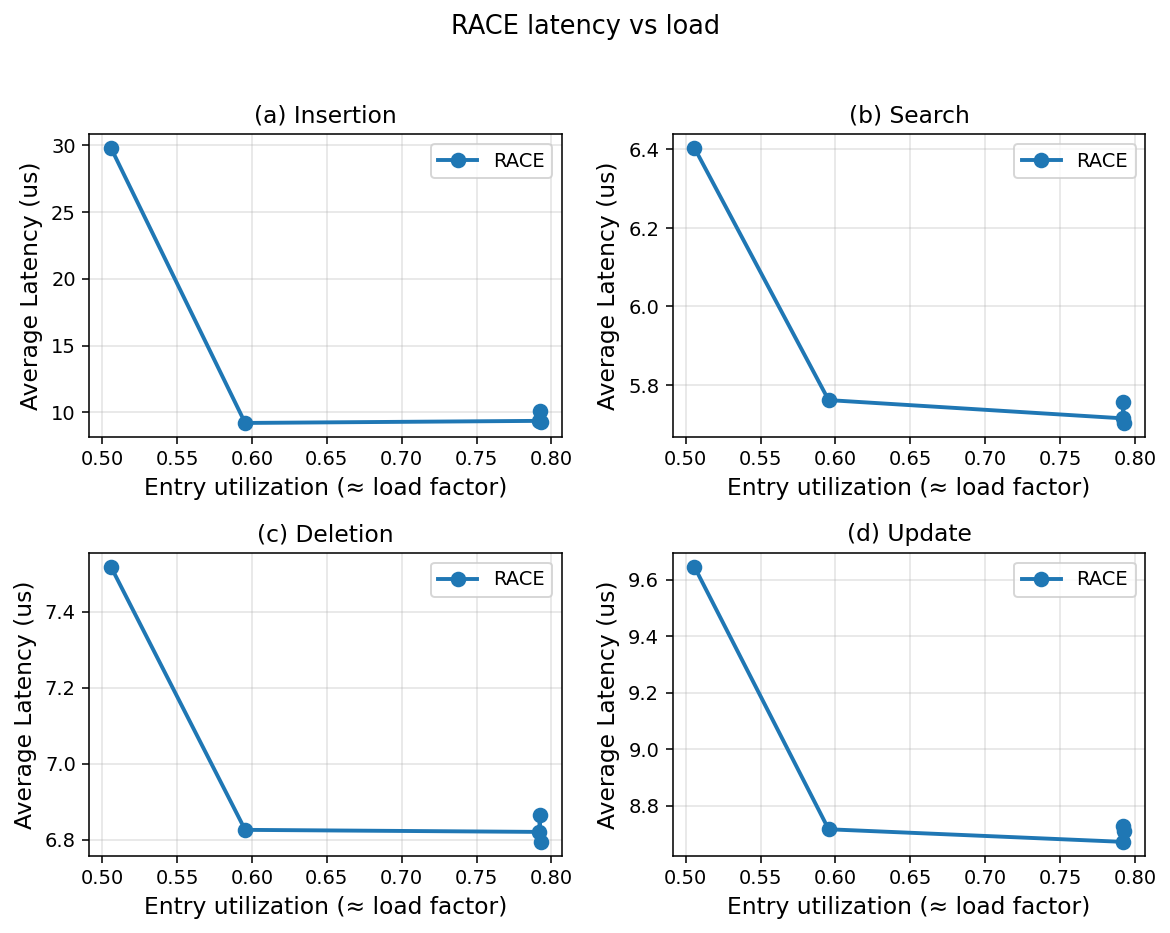 RACE latency vs load
(a) Insertion
Average Latency (us)
30
25
20
15
10
RACE
0.50 0.55 0.60 0.65 0.70 0.75 0.80
Entry utilization (≈ load factor)
(b) Search
Average Latency (us)
6.4
6.2
6.0
5.8
RACE
0.50 0.55 0.60 0.65 0.70 0.75 0.80
Entry utilization (≈ load factor)
(c) Deletion
Average Latency (us)
7.4
7.2
7.0
6.8
RACE
0.50 0.55 0.60 0.65 0.70 0.75 0.80
Entry utilization (≈ load factor)
(d) Update
Average Latency (us)
9.6
9.4
9.2
9.0
8.8
RACE
0.50 0.55 0.60 0.65 0.70 0.75 0.80
Entry utilization (≈ load factor)